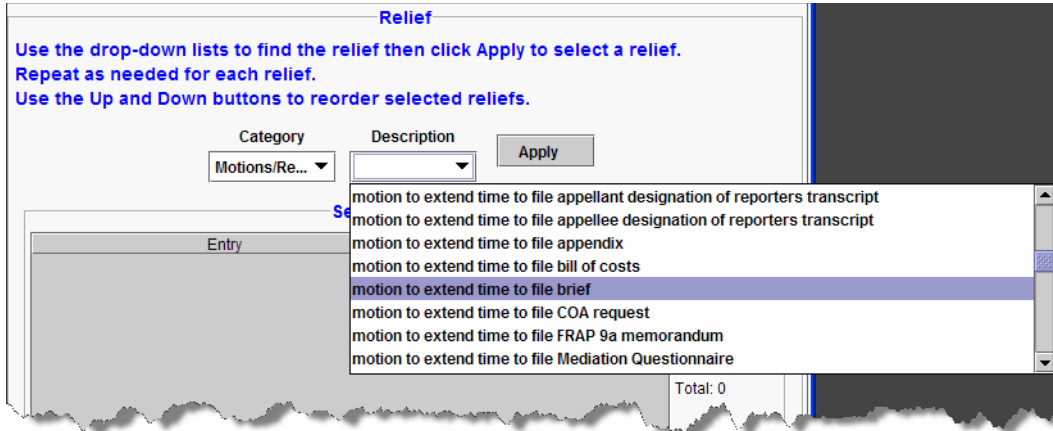 Relief
Use the drop-down lists to find the relief then click Apply to select a relief.
Repeat as needed for each relief.
Use the Up and Down buttons to reorder selected reliefs.
Category Description
Motions/Re... Apply
motion to extend time to file appellant designation of reporters transcript
motion to extend time to file appellee designation of reporters transcript
Se
motion to extend time to file appendix
Entry
motion to extend time to file bill of costs
motion to extend time to file brief
motion to extend time to file COA request
motion to extend time to file FRAP 9a memorandum
motion to extend time to file Mediation Questionnaire
Total: 0